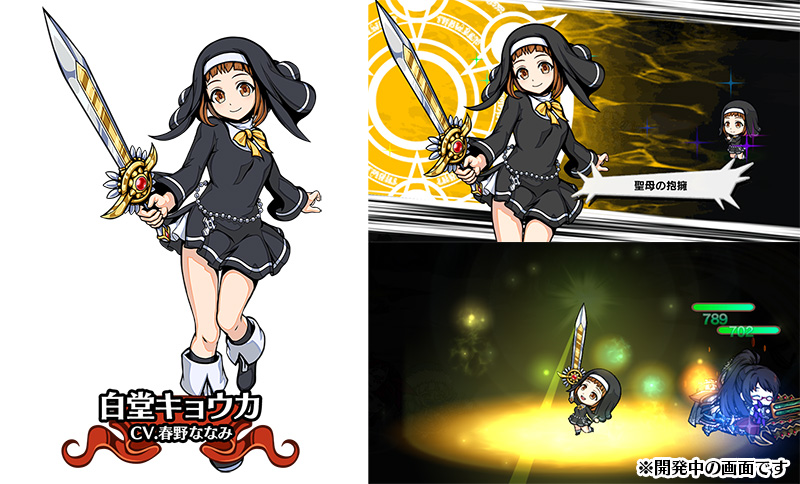 白堂キョウカ
CV.春野ななみ
聖母の抱擁
789
702
※開発中の画面です